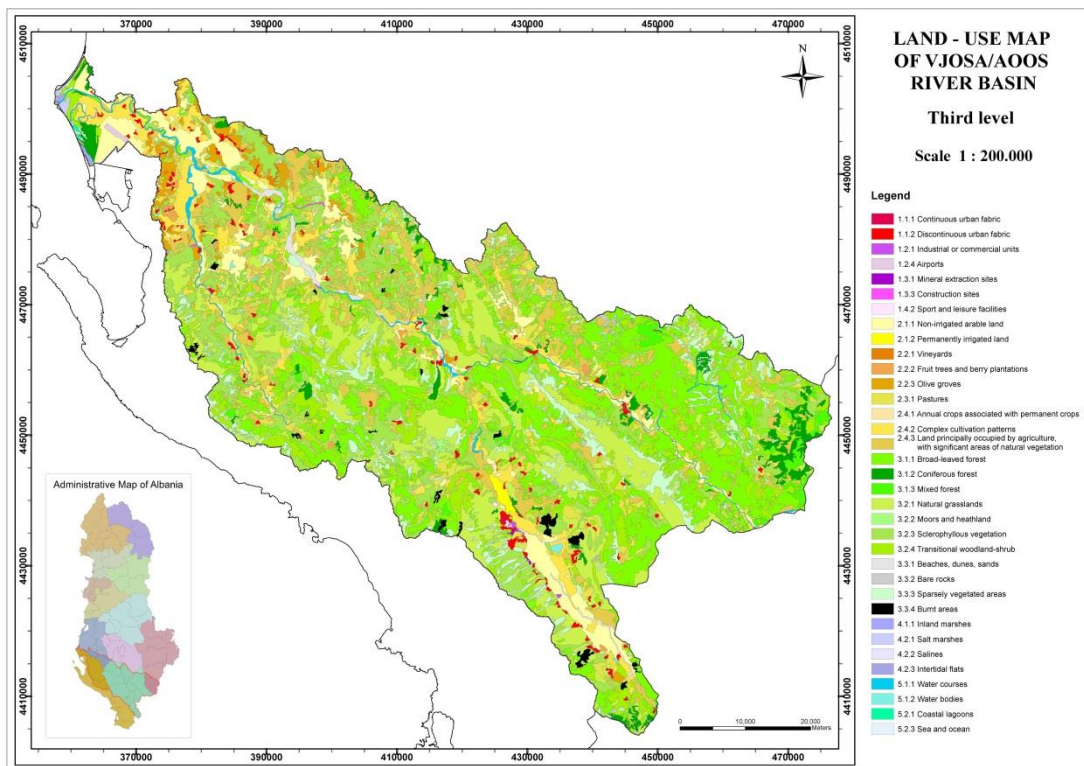 370000 390000 410000 430000 450000 470000
4510000 4510000
4490000 4490000
4470000 4470000
4450000 4450000
4430000 4430000
4410000 4410000
370000 390000 410000 430000 450000 470000
N
Administrative Map of Albania
0 10,000 20,000
Meters
LAND - USE MAP
OF VJOSA/AOOS
RIVER BASIN
Third level
Scale 1 : 200.000
Legend
1.1.1 Continuous urban fabric
1.1.2 Discontinuous urban fabric
1.2.1 Industrial or commercial units
1.2.4 Airports
1.3.1 Mineral extraction sites
1.3.3 Construction sites
1.4.2 Sport and leisure facilities
2.1.1 Non-irrigated arable land
2.1.2 Permanently irrigated land
2.2.1 Vineyards
2.2.2 Fruit trees and berry plantations
2.2.3 Olive groves
2.3.1 Pastures
2.4.1 Annual crops associated with permanent crops
2.4.2 Complex cultivation patterns
2.4.3 Land principally occupied by agriculture,
with significant areas of natural vegetation
3.1.1 Broad-leaved forest
3.1.2 Coniferous forest
3.1.3 Mixed forest
3.2.1 Natural grasslands
3.2.2 Moors and heathland
3.2.3 Sclerophyllous vegetation
3.2.4 Transitional woodland-shrub
3.3.1 Beaches, dunes, sands
3.3.2 Bare rocks
3.3.3 Sparsely vegetated areas
3.3.4 Burnt areas
4.1.1 Inland marshes
4.2.1 Salt marshes
4.2.2 Salines
4.2.3 Intertidal flats
5.1.1 Water courses
5.1.2 Water bodies
5.2.1 Coastal lagoons
5.2.3 Sea and ocean